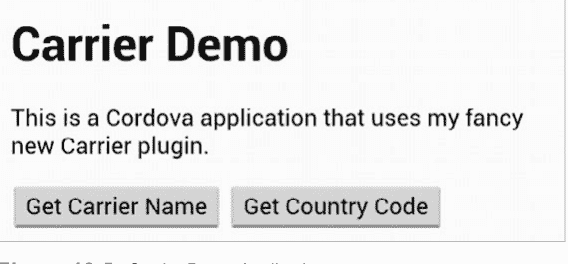 Carrier Demo
This is a Cordova application that uses my fancy
new Carrier plugin.
Get Carrier Name Get Country Code